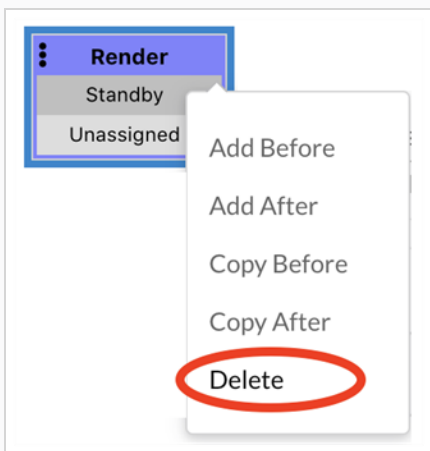 Render
Standby
Unassigned
Add Before
Add After
Copy Before
Copy After
Delete